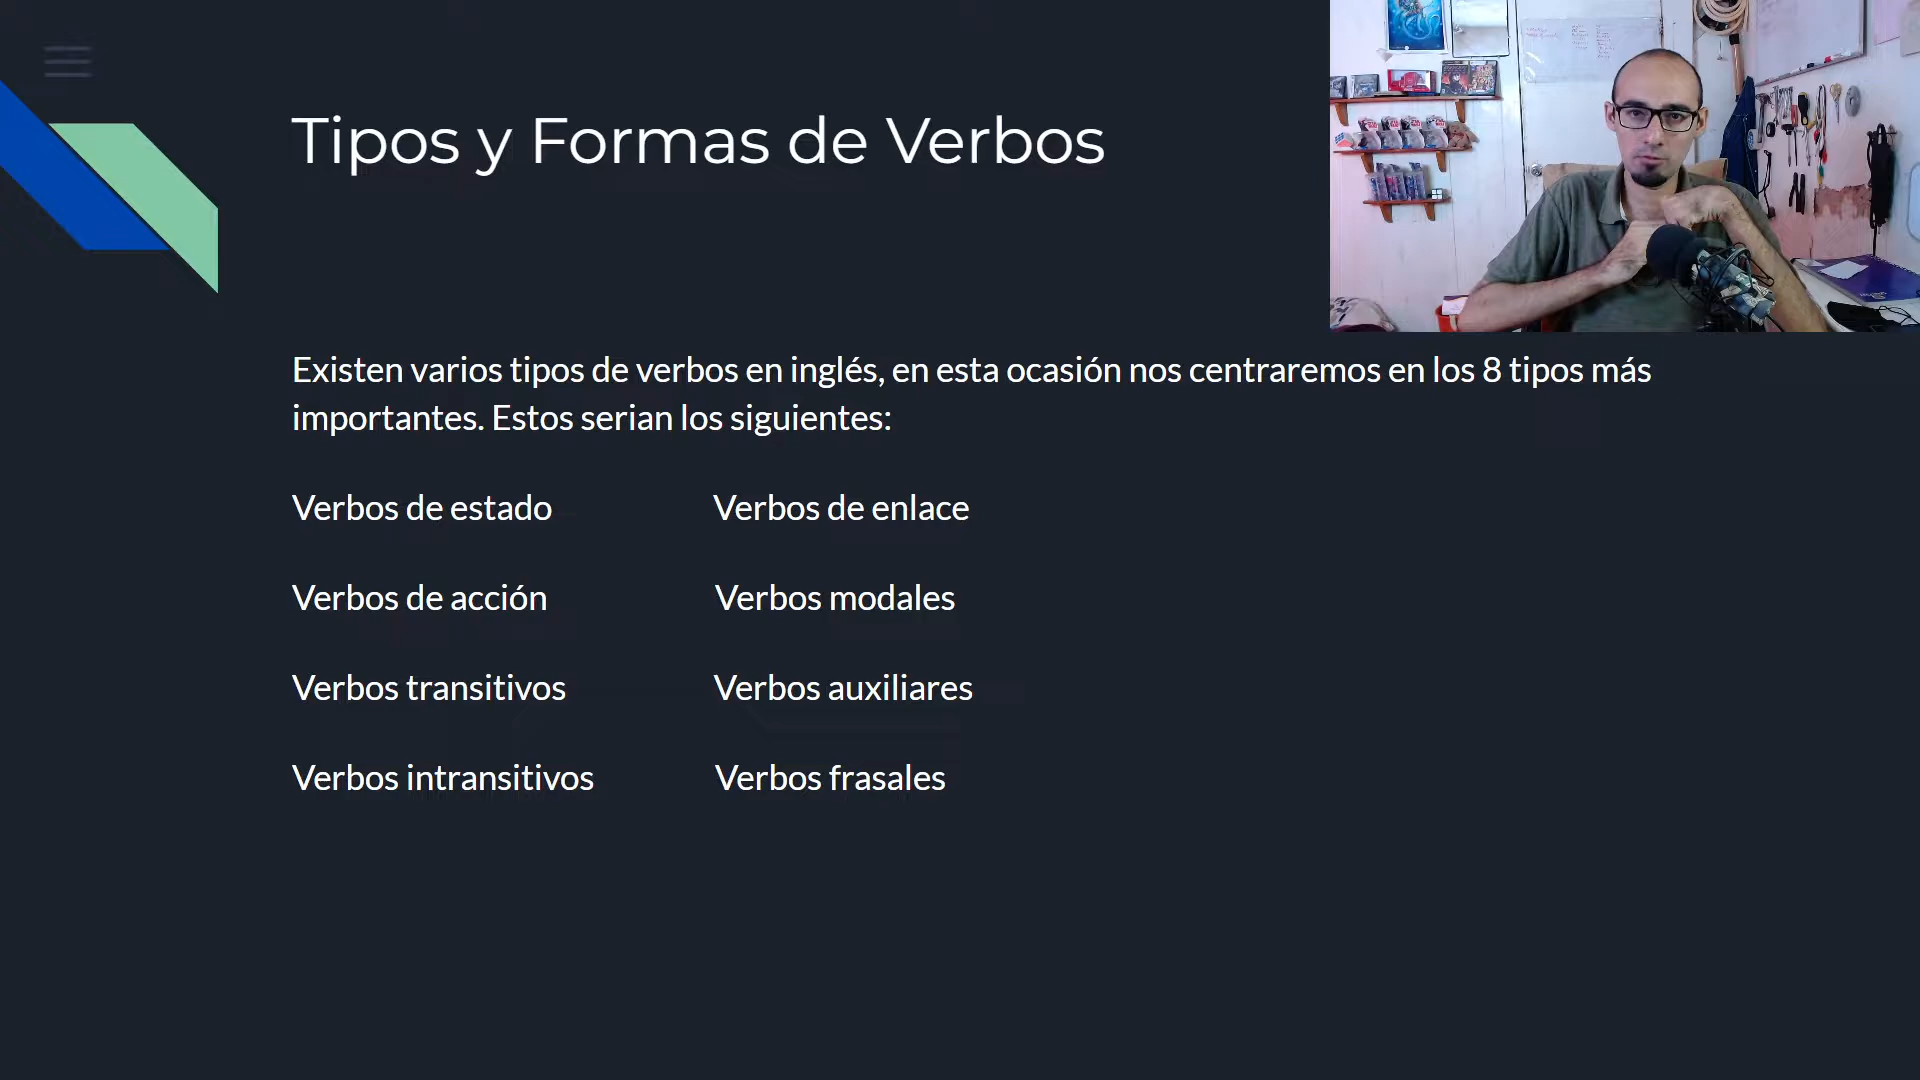 Tipos y Formas de Verbos
Existen varios tipos de verbos en inglés, en esta ocasión nos centraremos en los 8 tipos más
importantes. Estos serian los siguientes:
Verbos de estado Verbos de enlace
Verbos de acción Verbos modales
Verbos transitivos Verbos auxiliares
Verbos intransitivos Verbos frasales